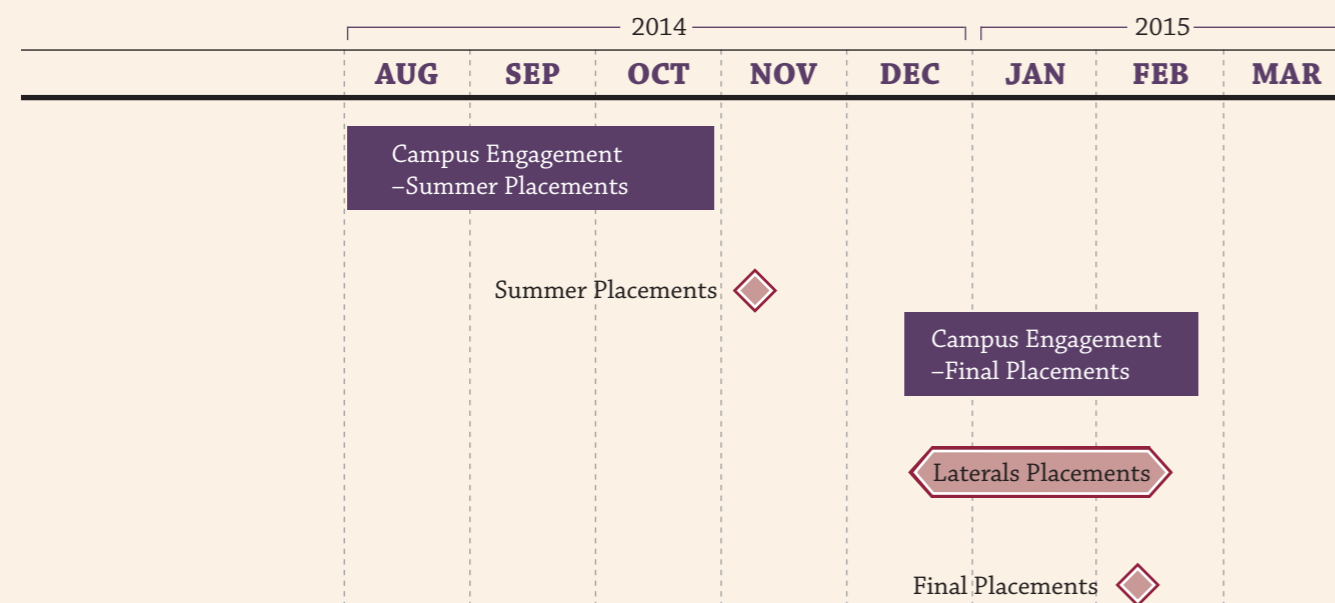 2014 2015
AUG SEP OCT NOV DEC JAN FEB MAR
Campus Engagement
–Summer Placements
Summer Placements
Campus Engagement
–Final Placements
Laterals Placements
Final Placements